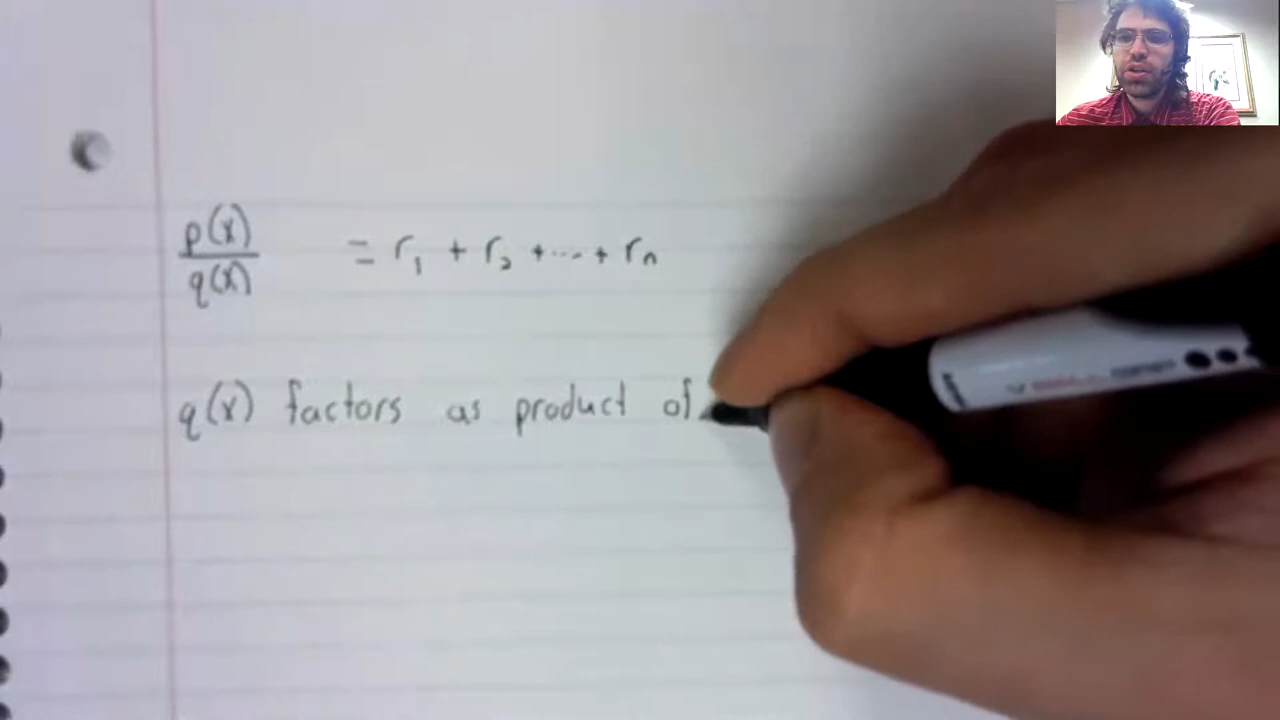 p(x)/q(x) = r₁ + r₂ + ... + rₙ
q(x) factors as product of